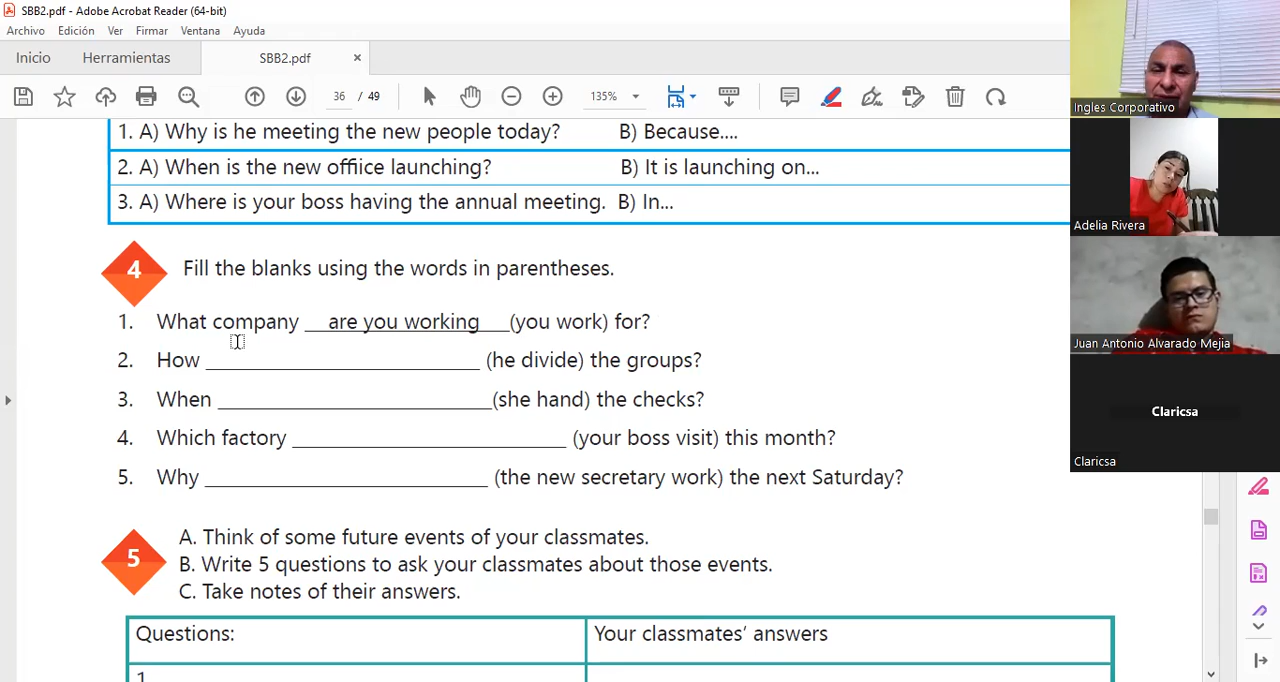 SBB2.pdf - Adobe Acrobat Reader (64-bit)
Archivo Edición Ver Firmar Ventana Ayuda
Inicio Herramientas SBB2.pdf ×
36 / 49 135%
1. A) Why is he meeting the new people today? B) Because....
2. A) When is the new office launching? B) It is launching on...
3. A) Where is your boss having the annual meeting. B) In...
4 Fill the blanks using the words in parentheses.
1. What company __are you working__(you work) for?
2. How ____________ (he divide) the groups?
3. When ____________(she hand) the checks?
4. Which factory ____________ (your boss visit) this month?
5. Why ____________ (the new secretary work) the next Saturday?
5 A. Think of some future events of your classmates.
B. Write 5 questions to ask your classmates about those events.
C. Take notes of their answers.
Questions: Your classmates' answers
1.
Ingles Corporativo
Adelia Rivera
Juan Antonio Alvarado Mejia
Claricsa
Claricsa